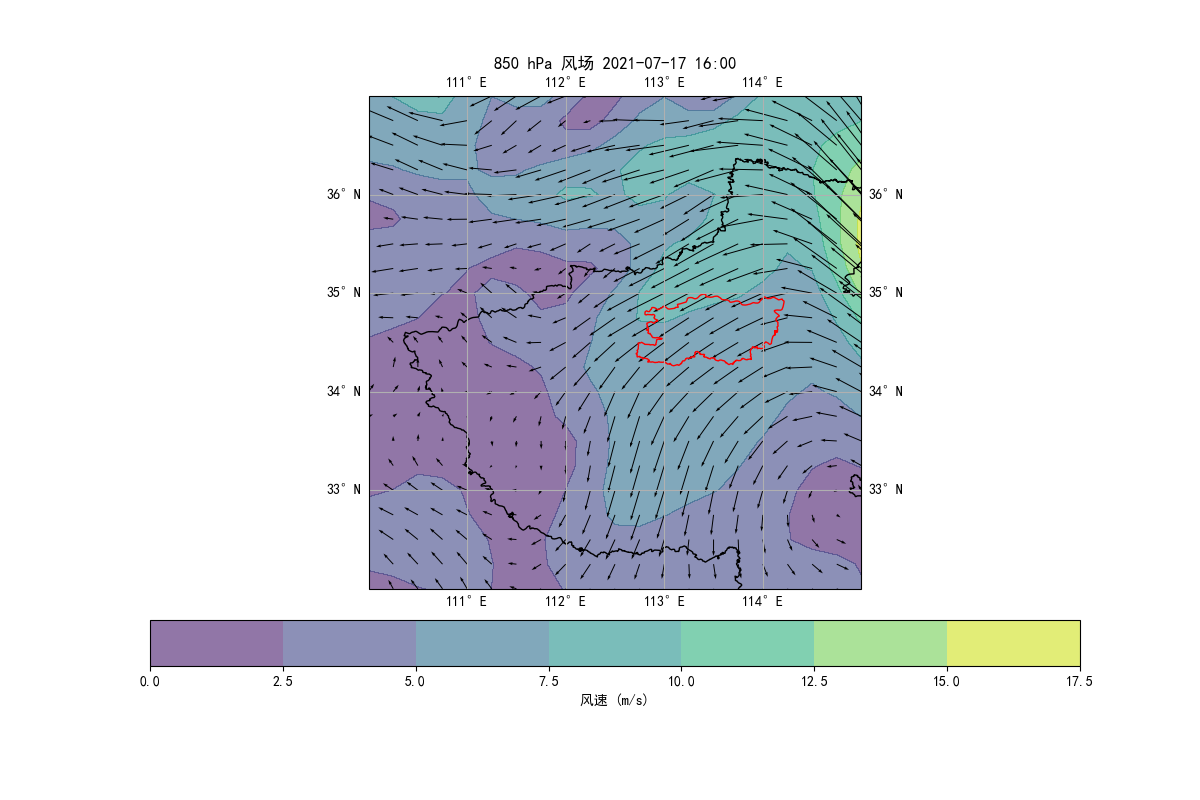 850 hPa 风场 2021-07-17 16:00
111° E 112° E 113° E 114° E
36° N 36° N
35° N 35° N
34° N 34° N
33° N 33° N
111° E 112° E 113° E 114° E
0.0 2.5 5.0 7.5 10.0 12.5 15.0 17.5
风速 (m/s)